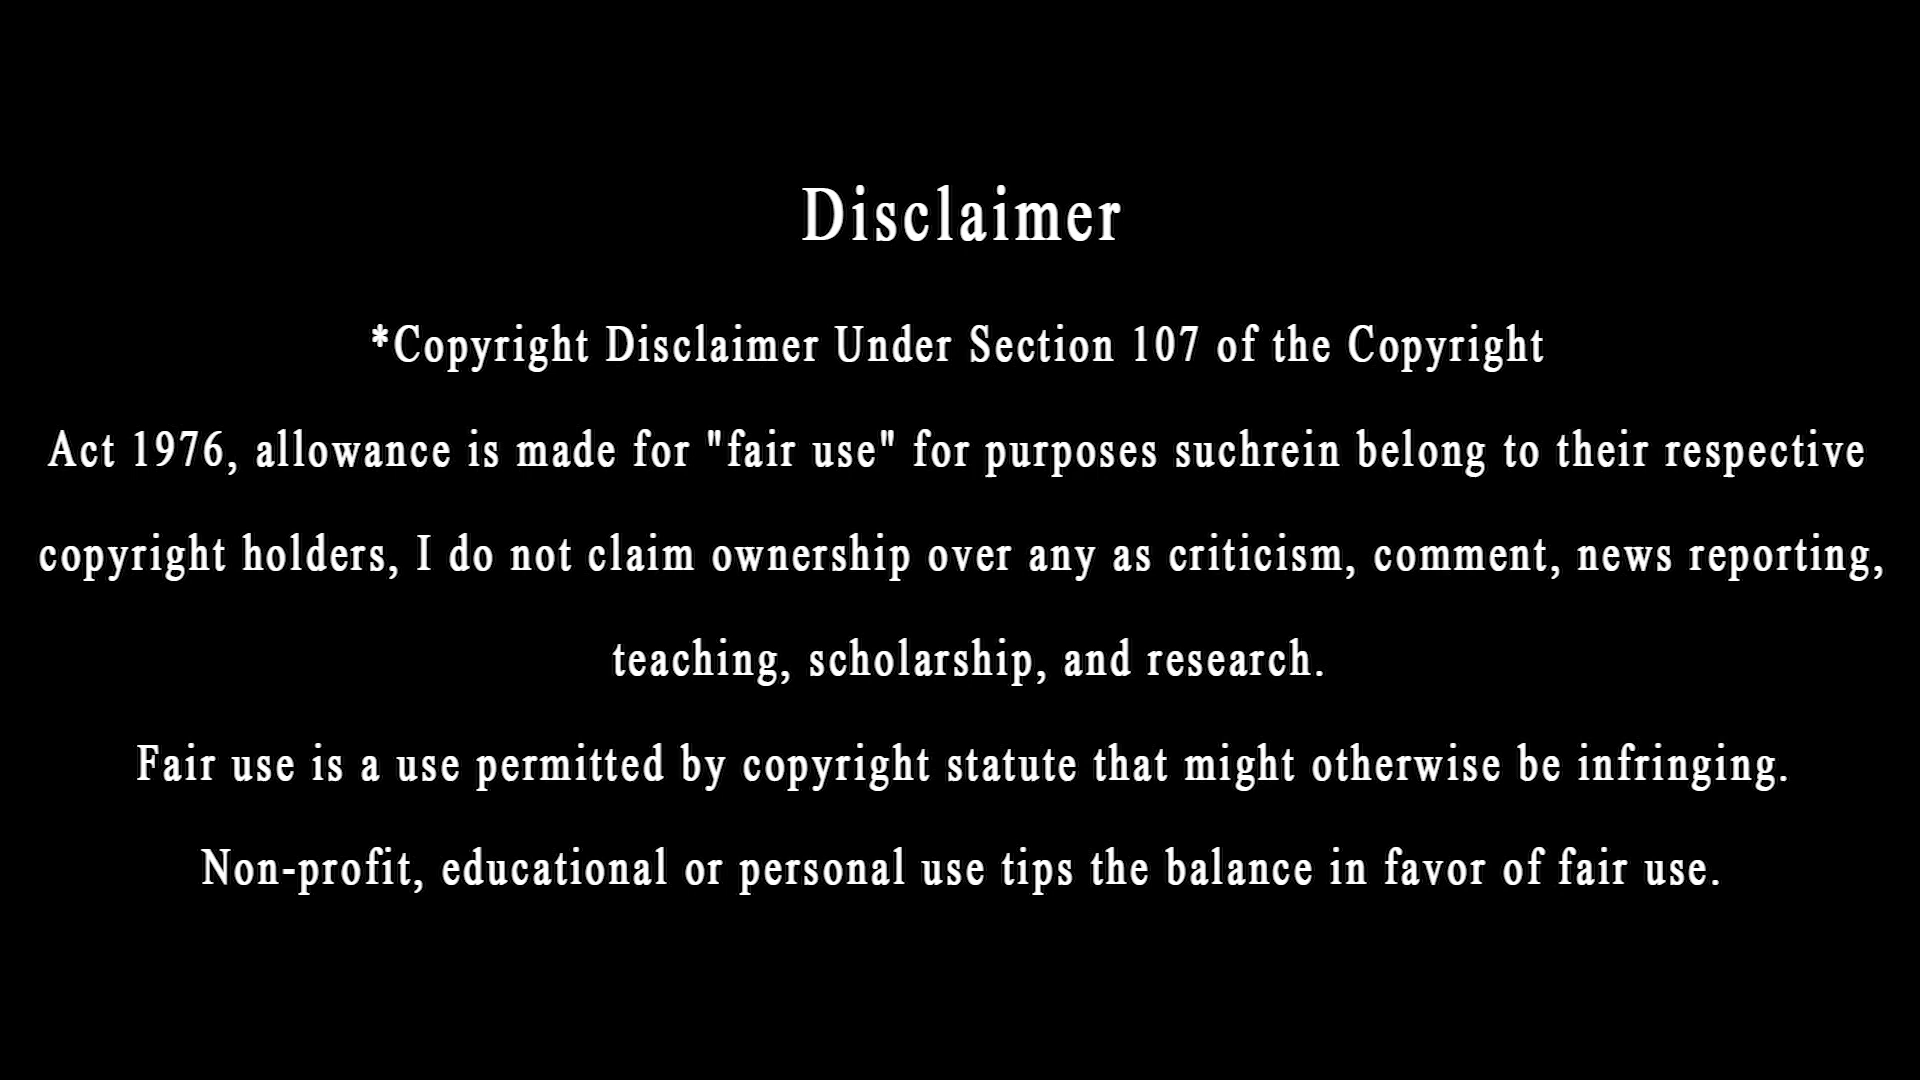 Disclaimer
*Copyright Disclaimer Under Section 107 of the Copyright
Act 1976, allowance is made for "fair use" for purposes suchrein belong to their respective
copyright holders, I do not claim ownership over any as criticism, comment, news reporting,
teaching, scholarship, and research.
Fair use is a use permitted by copyright statute that might otherwise be infringing.
Non-profit, educational or personal use tips the balance in favor of fair use.